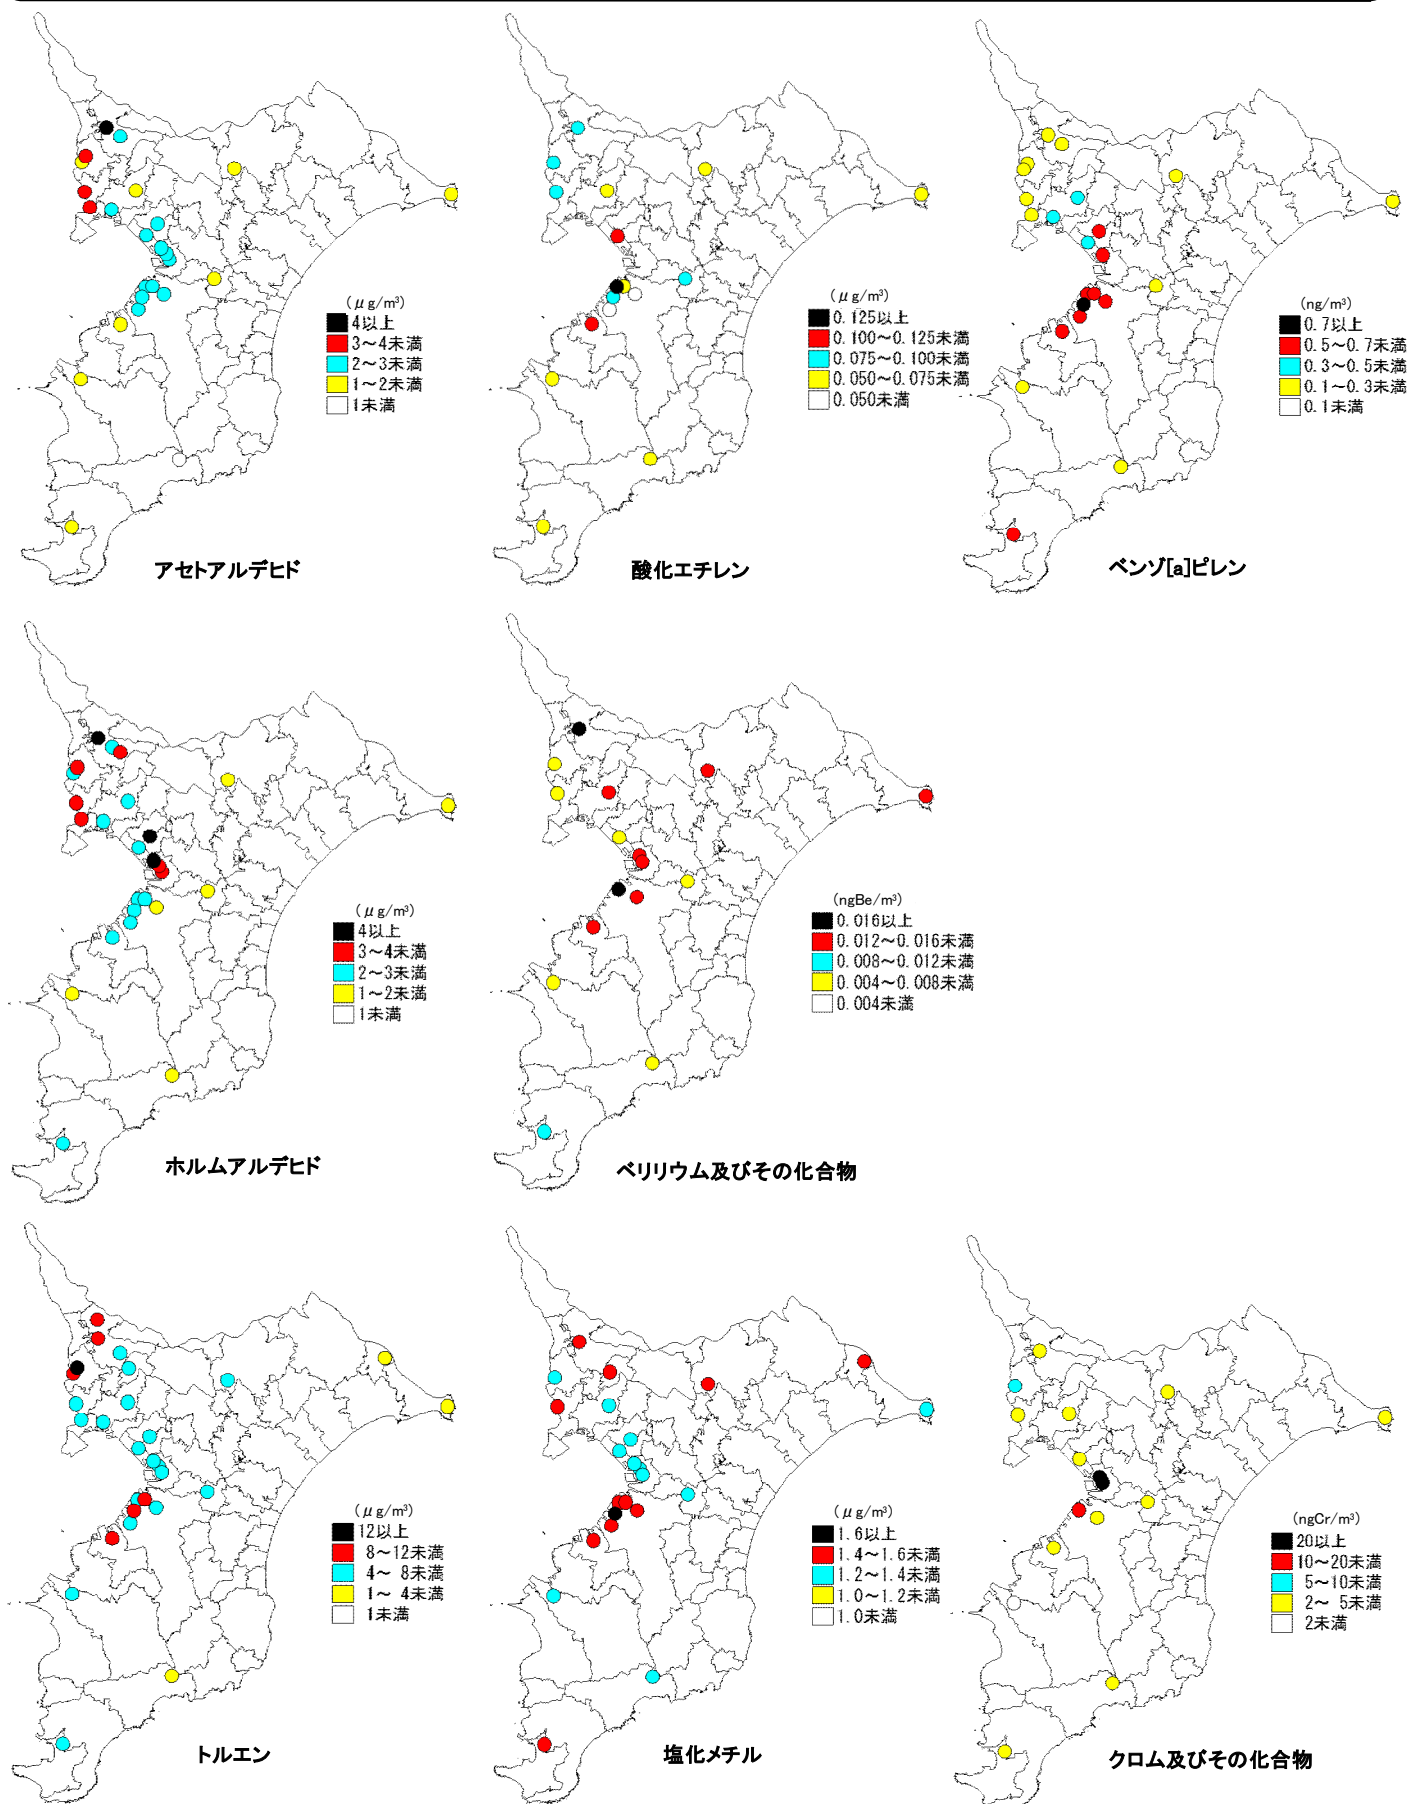 (μg/m³)
4以上
3～4未満
2～3未満
1～2未満
1未満
アセトアルデヒド
(μg/m³)
0.125以上
0.100～0.125未満
0.075～0.100未満
0.050～0.075未満
0.050未満
酸化エチレン
(ng/m³)
0.7以上
0.5～0.7未満
0.3～0.5未満
0.1～0.3未満
0.1未満
ベンゾ[a]ピレン
(μg/m³)
4以上
3～4未満
2～3未満
1～2未満
1未満
ホルムアルデヒド
(ngBe/m³)
0.016以上
0.012～0.016未満
0.008～0.012未満
0.004～0.008未満
0.004未満
ベリリウム及びその化合物
(μg/m³)
12以上
8～12未満
4～ 8未満
1～ 4未満
1未満
トルエン
(μg/m³)
1.6以上
1.4～1.6未満
1.2～1.4未満
1.0～1.2未満
1.0未満
塩化メチル
(ngCr/m³)
20以上
10～20未満
5～10未満
2～ 5未満
2未満
クロム及びその化合物